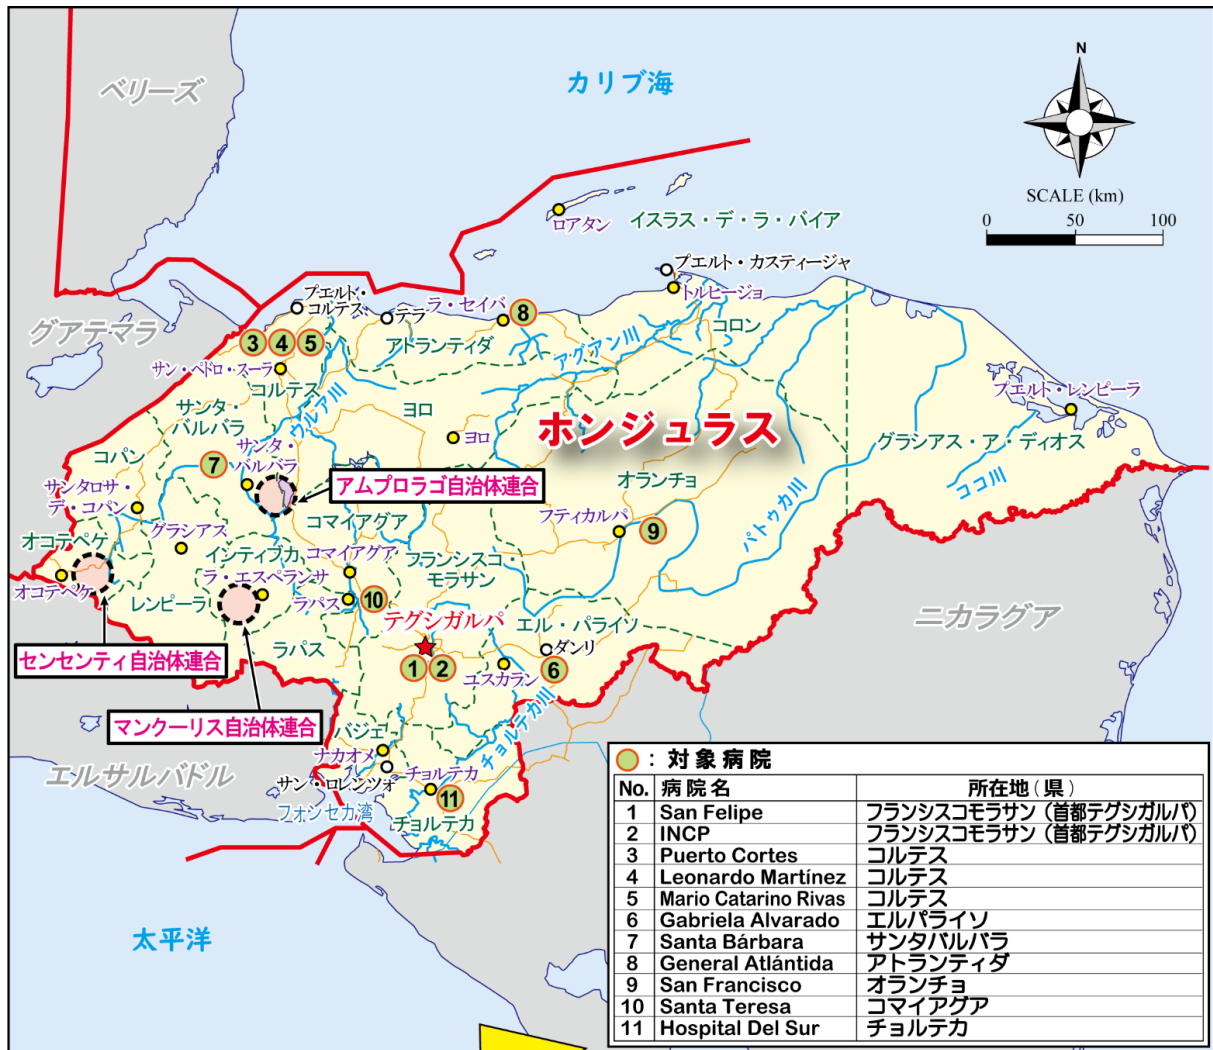 カリブ海
ベリーズ
N
SCALE (km)
0 50 100
ロアタン
イスラス・デ・ラ・バイア
プエルト・カスティージャ
トルヒージョ
プエルト・
コルテス
テラ
ラ・セイバ
8
グアテマラ
3 4 5
アトランティダ
アグアン川
コロン
サン・ペドロ・スーラ
コルテス
プエルト・レンピーラ
サンタ・
バルバラ
ウルア川
ヨロ
ヨロ
ホンジュラス
グラシアス・ア・ディオス
コパン
7
サンタ・
バルバラ
アムプロラゴ自治体連合
オランチョ
ココ川
サンタロサ・
デ・コパン
グラシアス
コマイアグア
フティカルパ
9
パトゥカ川
オコテペケ
インティブカ
コマイアグア
フランシスコ・
モラサン
オコテペケ
ラ・エスペランサ
レンピーラ
ラパス
10
テグシガルパ
エル・パライソ
ニカラグア
センセンティ自治体連合
ラパス
1 2
ダンリ
ユスカラン
6
マンクーリス自治体連合
バジェ
チョルテカ川
ナカオメ
エルサルバドル
サン・ロレンツォ
チョルテカ
11
フォンセカ湾
チョルテカ
太平洋
：対象病院
No. 病院名 所在地(県)
1 San Felipe フランシスコモラサン（首都テグシガルパ）
2 INCP フランシスコモラサン（首都テグシガルパ）
3 Puerto Cortes コルテス
4 Leonardo Martínez コルテス
5 Mario Catarino Rivas コルテス
6 Gabriela Alvarado エルパライソ
7 Santa Bárbara サンタバルバラ
8 General Atlántida アトランティダ
9 San Francisco オランチョ
10 Santa Teresa コマイアグア
11 Hospital Del Sur チョルテカ